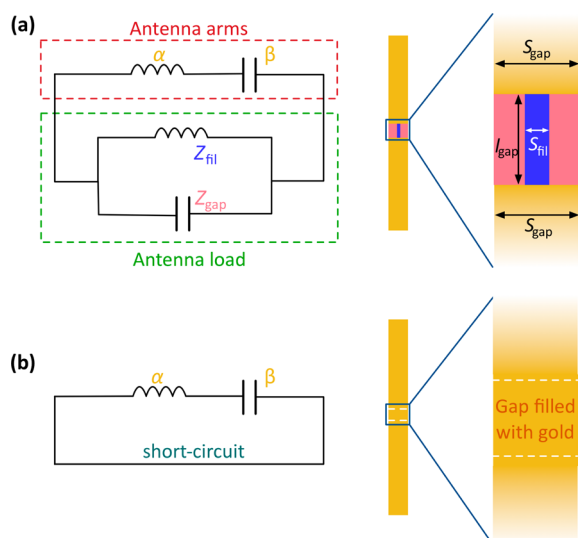 (a)
Antenna arms
α
β
Z_fil
Z_gap
Antenna load
S_gap
l_gap
S_fil
S_gap
(b)
α
β
short-circuit
Gap filled
with gold